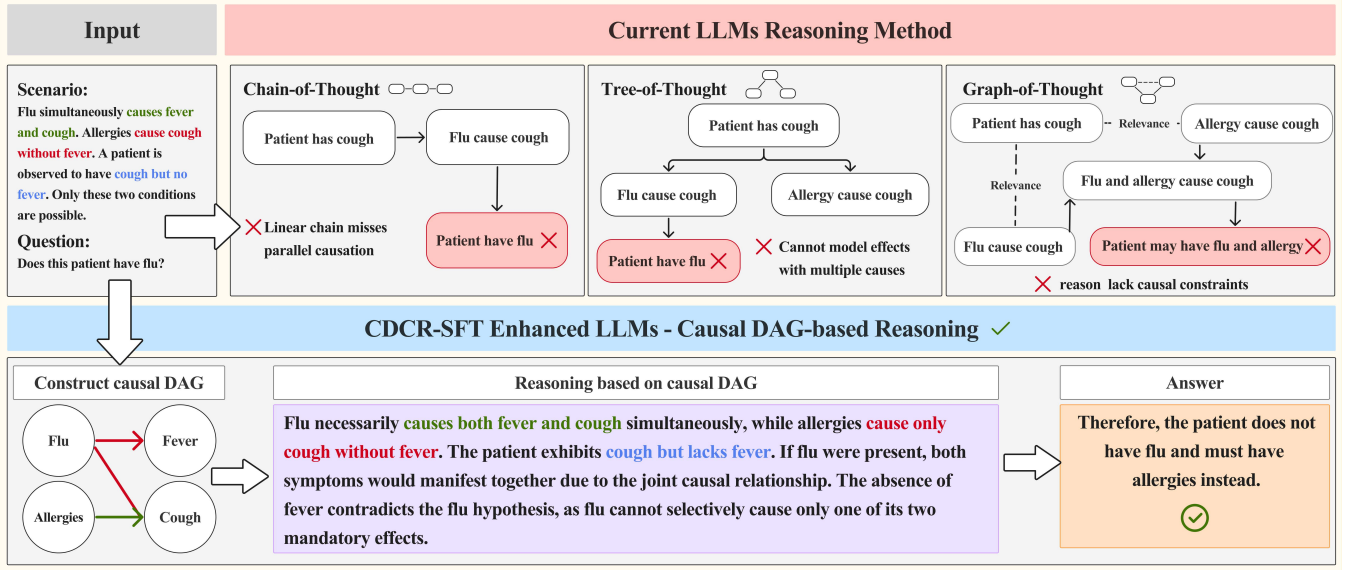 Input
Current LLMs Reasoning Method
Scenario:
Flu simultaneously causes fever
and cough. Allergies cause cough
without fever. A patient is
observed to have cough but no
fever. Only these two conditions
are possible.
Question:
Does this patient have flu?
Chain-of-Thought
Patient has cough
Flu cause cough
Linear chain misses
parallel causation
Patient have flu
Tree-of-Thought
Patient has cough
Flu cause cough
Allergy cause cough
Patient have flu
Cannot model effects
with multiple causes
Graph-of-Thought
Patient has cough
Relevance
Allergy cause cough
Relevance
Flu and allergy cause cough
Flu cause cough
Patient may have flu and allergy
reason lack causal constraints
CDCR-SFT Enhanced LLMs - Causal DAG-based Reasoning
Construct causal DAG
Flu
Fever
Allergies
Cough
Reasoning based on causal DAG
Flu necessarily causes both fever and cough simultaneously, while allergies cause only
cough without fever. The patient exhibits cough but lacks fever. If flu were present, both
symptoms would manifest together due to the joint causal relationship. The absence of
fever contradicts the flu hypothesis, as flu cannot selectively cause only one of its two
mandatory effects.
Answer
Therefore, the patient does not
have flu and must have
allergies instead.